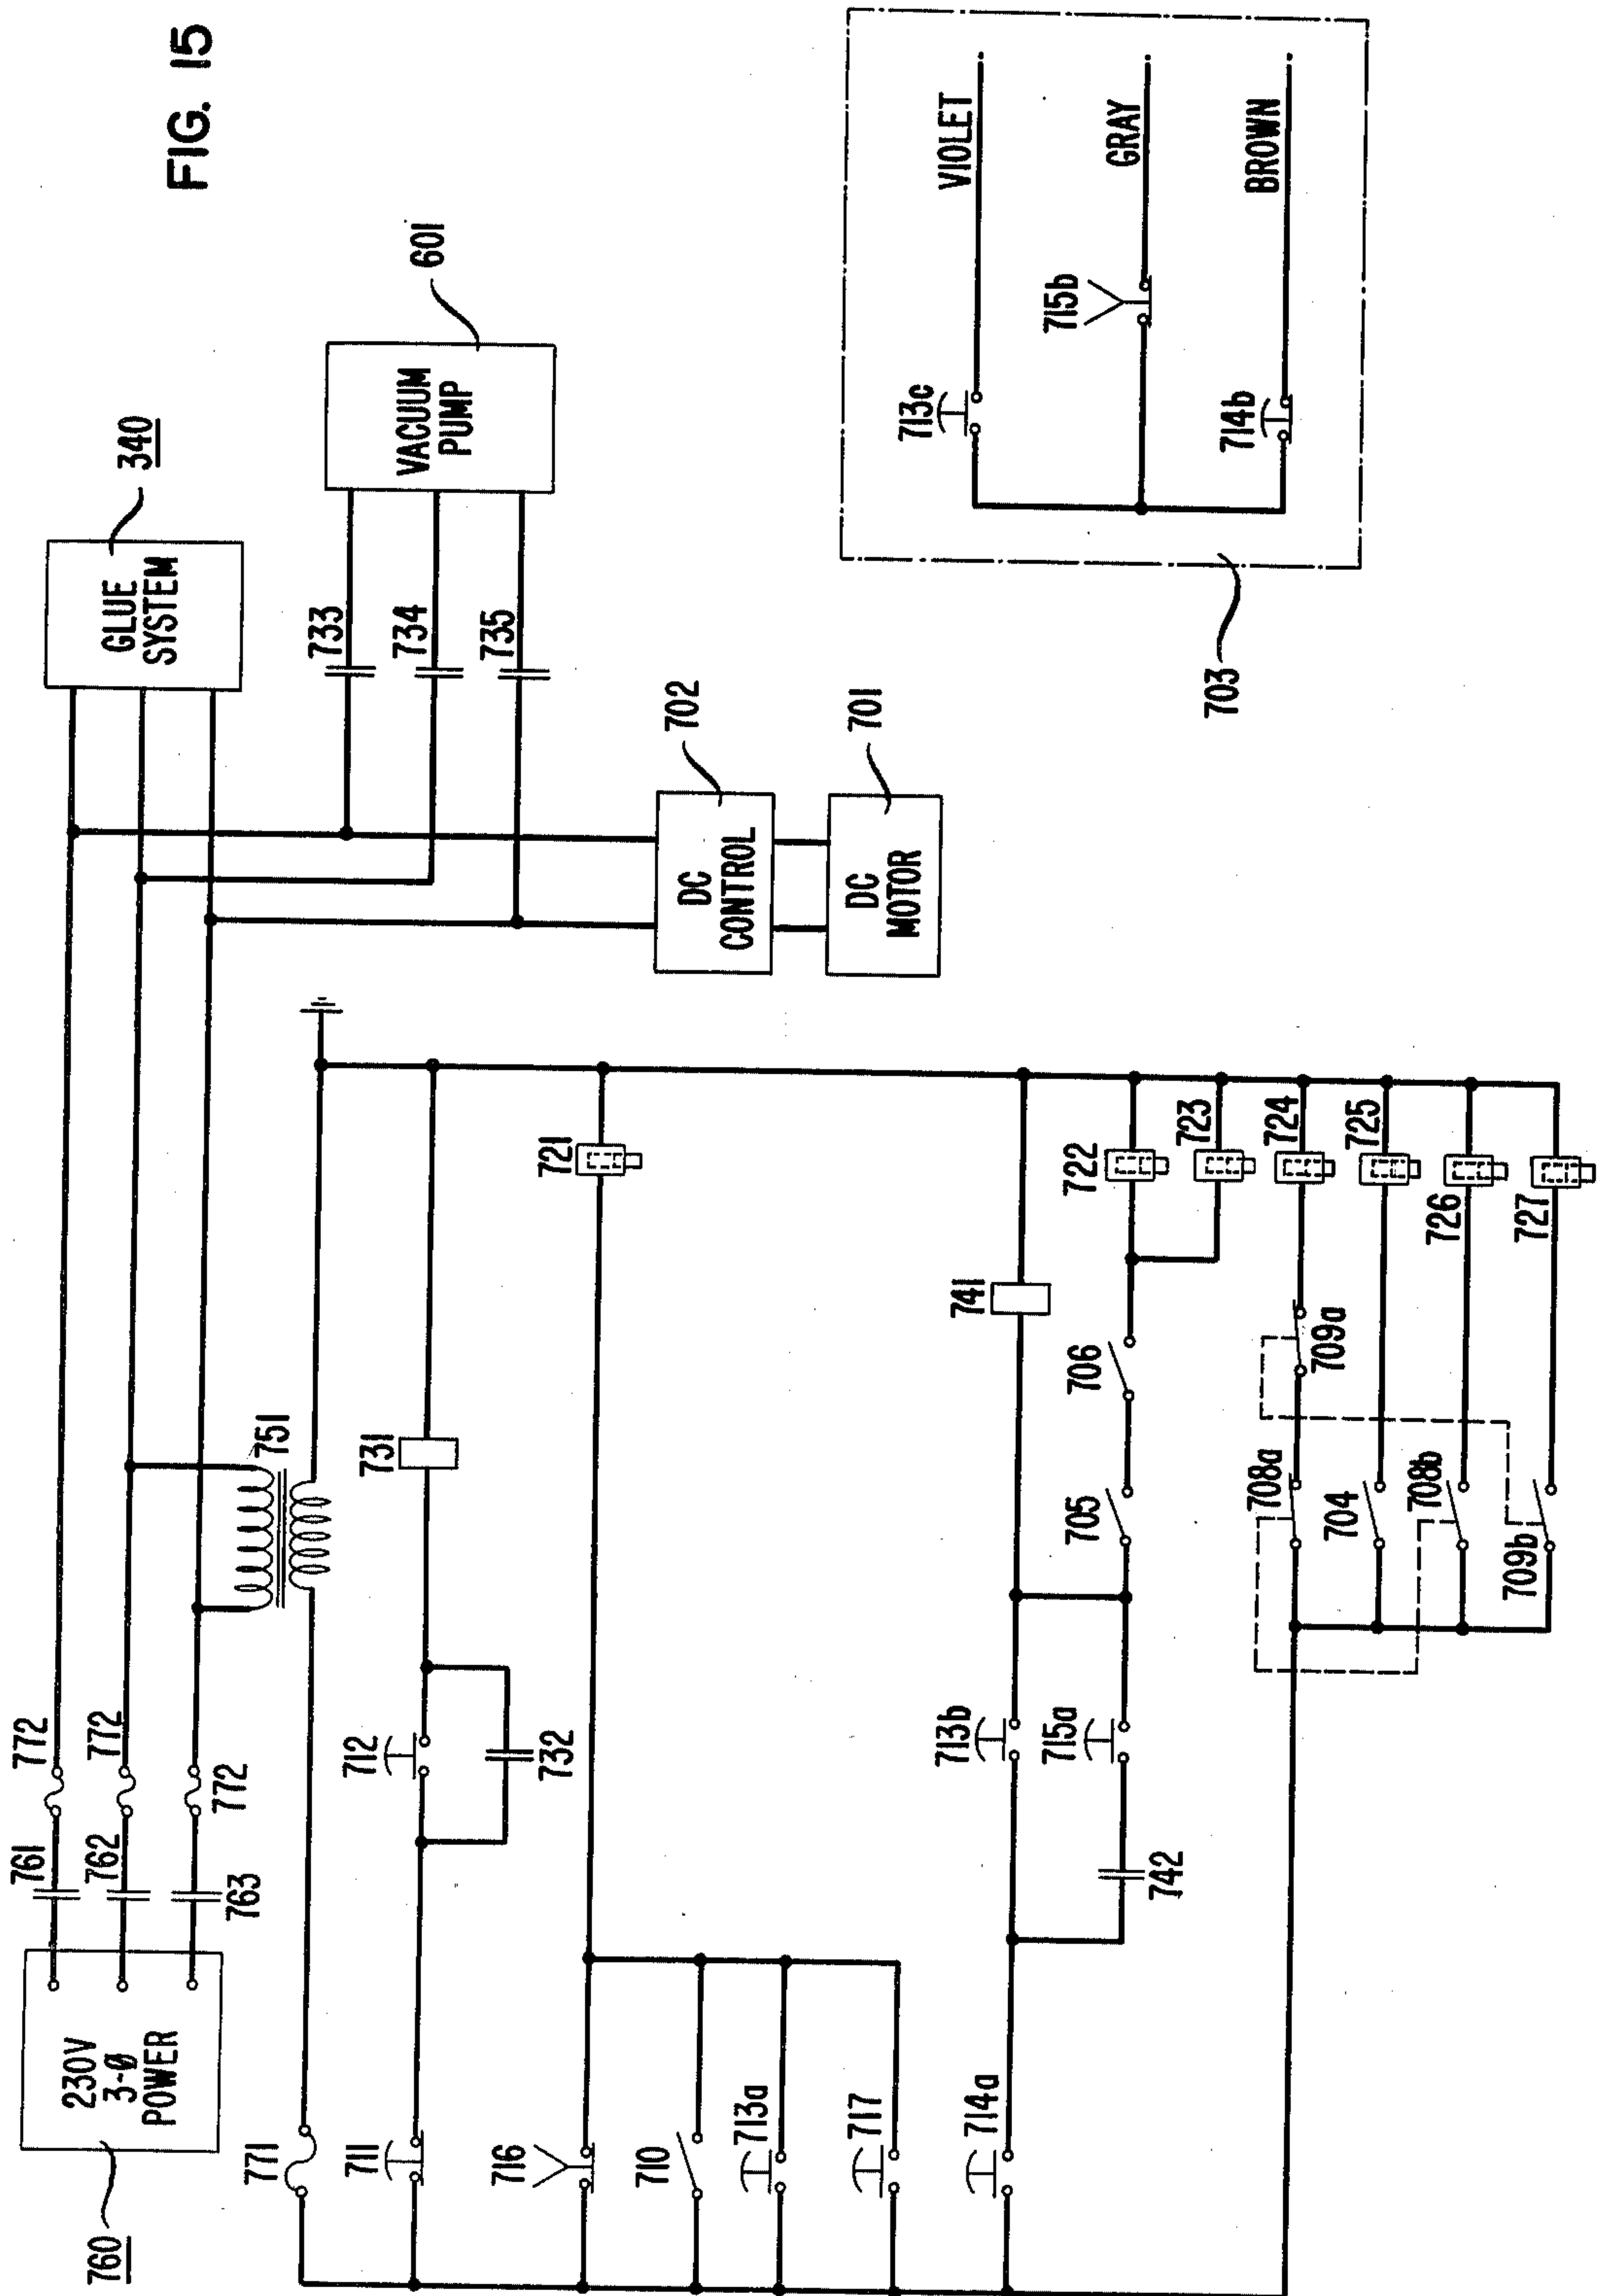 FIG. 15
760
230V
3-Ø
POWER
761
762
763
772
772
772
GLUE
SYSTEM
340
VACUUM
PUMP
601
733
734
735
DC
CONTROL
702
DC
MOTOR
701
771
751
711
712
732
731
716
710
713a
717
721
714a
713b
715a
742
741
705
706
722
723
708a
709a
724
704
725
708b
726
709b
727
703
713c
VIOLET
715b
GRAY
714b
BROWN